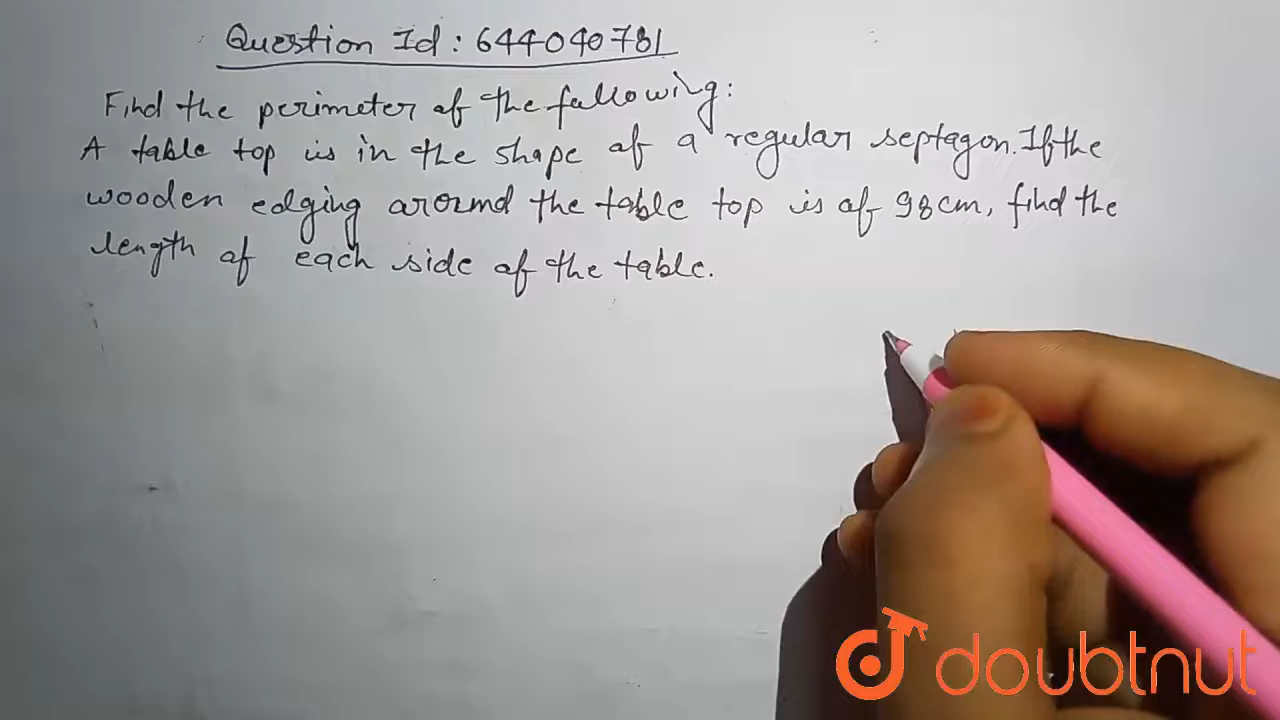 Question Id : 644040781
Find the perimeter of the following:
A table top is in the shape of a regular septagon. If the
wooden edging around the table top is of 98cm, find the
length of each side of the table.
doubtnut